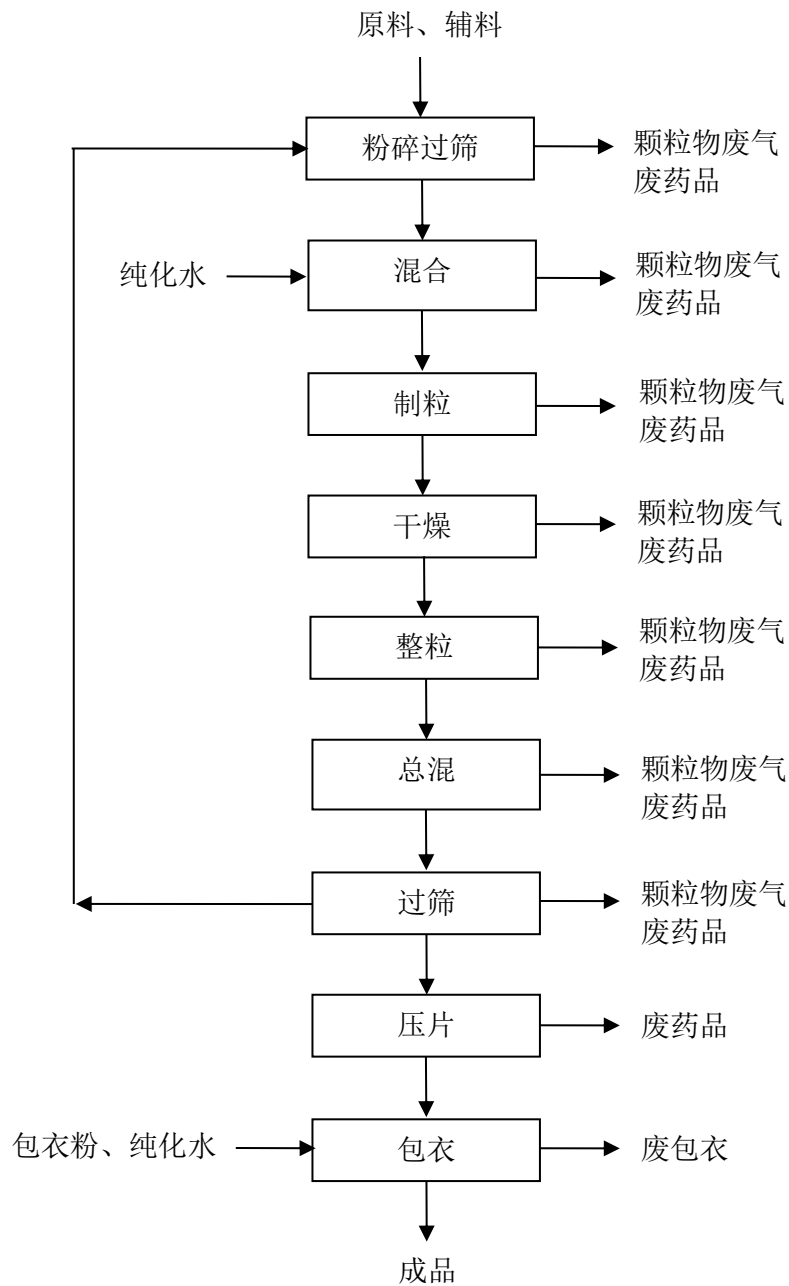 原料、辅料
粉碎过筛
颗粒物废气
废药品
纯化水
混合
颗粒物废气
废药品
制粒
颗粒物废气
废药品
干燥
颗粒物废气
废药品
整粒
颗粒物废气
废药品
总混
颗粒物废气
废药品
过筛
颗粒物废气
废药品
压片
废药品
包衣粉、纯化水
包衣
废包衣
成品